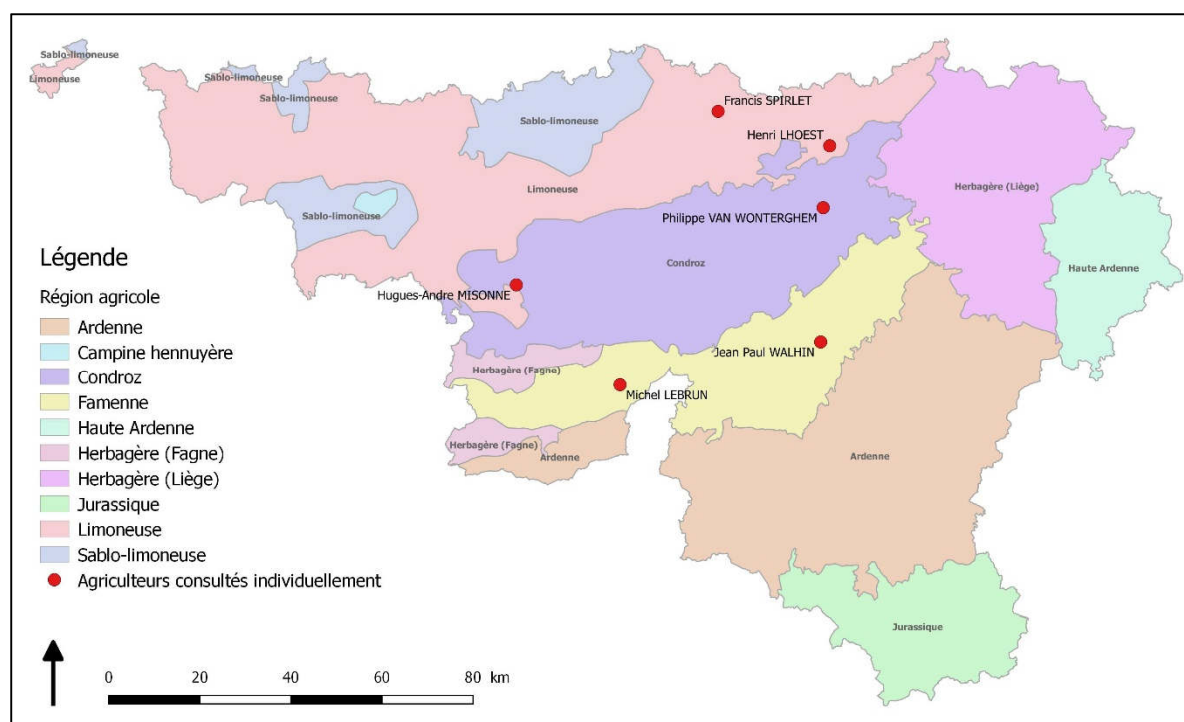 Sablo-limoneuse
Limoneuse
Sablo-limoneuse
Sablo-limoneuse
Sablo-limoneuse
Francis SPIRLET
Henri LHOEST
Limoneuse
Herbagère (Liège)
Sablo-limoneuse
Philippe VAN WONTERGHEM
Condroz
Haute Ardenne
Hugues-Andre MISONNE
Jean Paul WALHIN
Herbagère (Fagne)
Michel LEBRUN
Herbagère (Fagne)
Ardenne
Ardenne
Jurassique
Légende
Région agricole
Ardenne
Campine hennuyère
Condroz
Famenne
Haute Ardenne
Herbagère (Fagne)
Herbagère (Liège)
Jurassique
Limoneuse
Sablo-limoneuse
Agriculteurs consultés individuellement
0 20 40 60 80 km